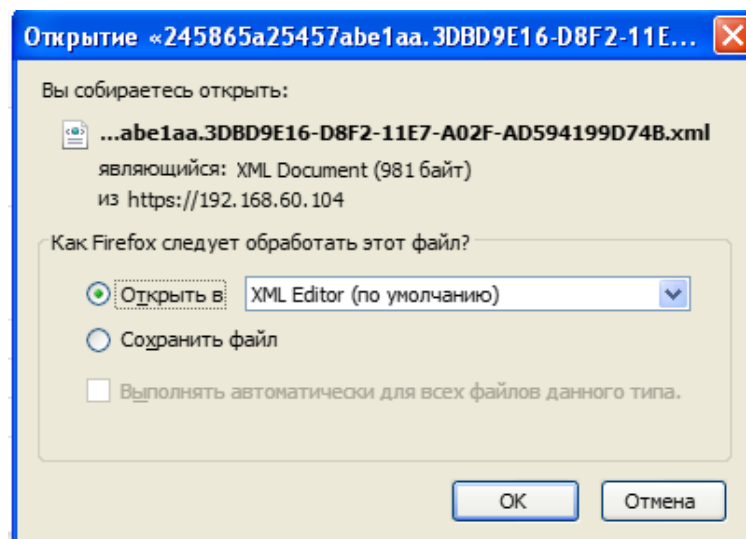 Открытие «245865a25457abe1aa.3DBD9E16-D8F2-11E...
Вы собираетесь открыть:
...abe1aa.3DBD9E16-D8F2-11E7-A02F-AD594199D74B.xml
являющийся: XML Document (981 байт)
из https://192.168.60.104
Как Firefox следует обработать этот файл?
Открыть в XML Editor (по умолчанию)
Сохранить файл
Выполнять автоматически для всех файлов данного типа.
OK Отмена